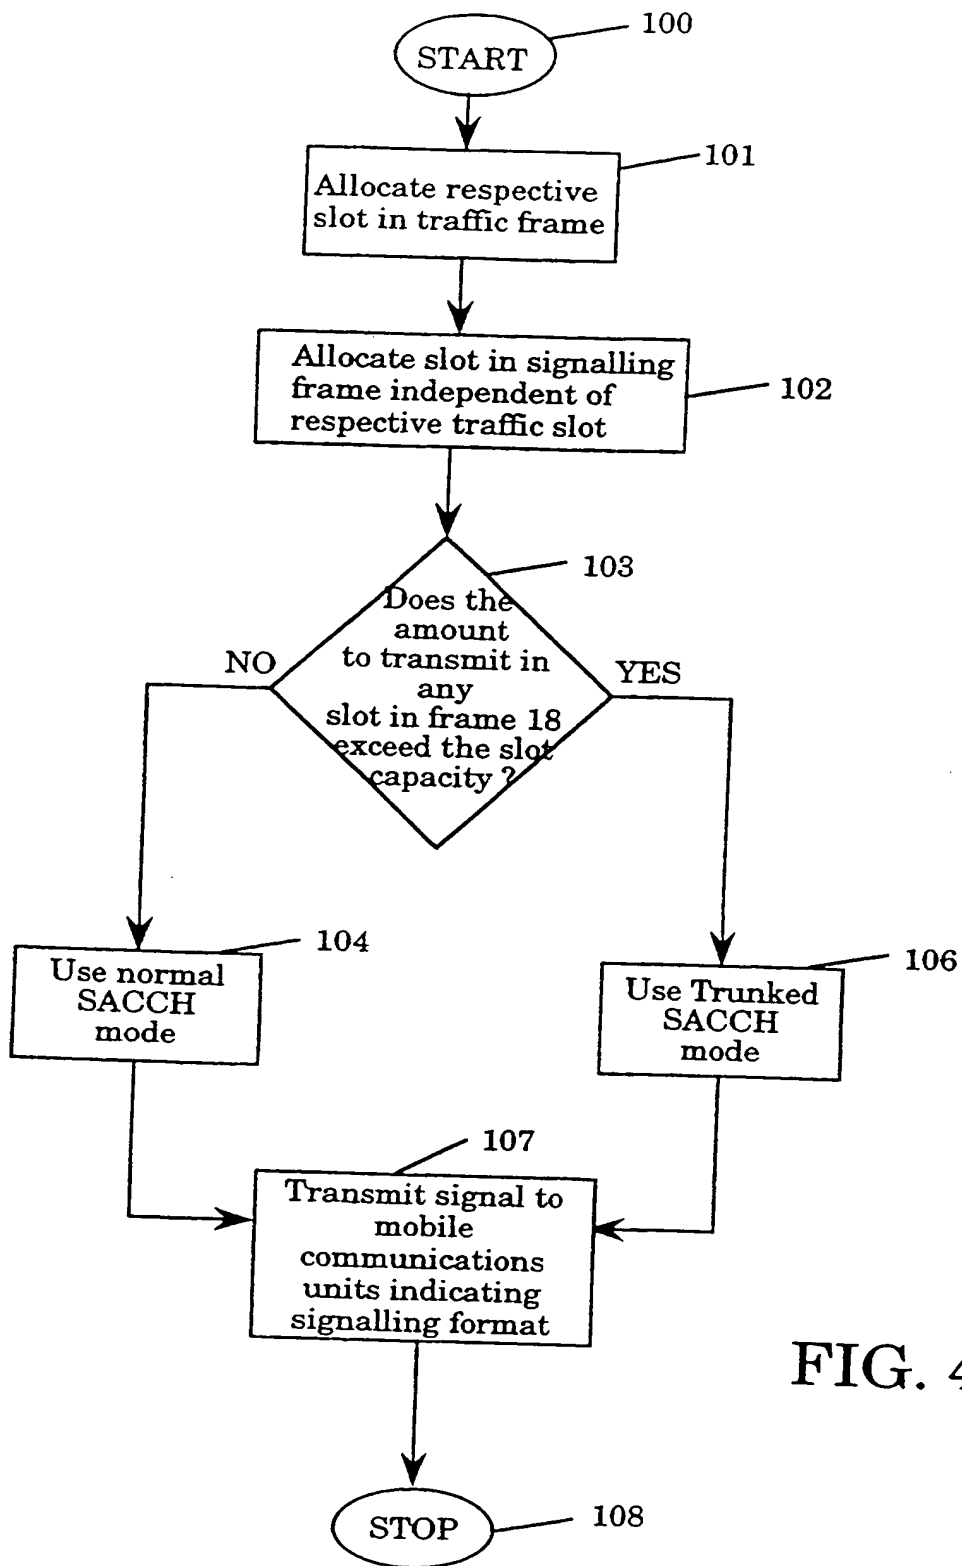 100
START
101
Allocate respective
slot in traffic frame
Allocate slot in signalling
frame independent of
respective traffic slot
102
103
Does the
amount
to transmit in
any
slot in frame 18
exceed the slot
capacity ?
NO
YES
104
Use normal
SACCH
mode
106
Use Trunked
SACCH
mode
107
Transmit signal to
mobile
communications
units indicating
signalling format
FIG. 4
STOP
108